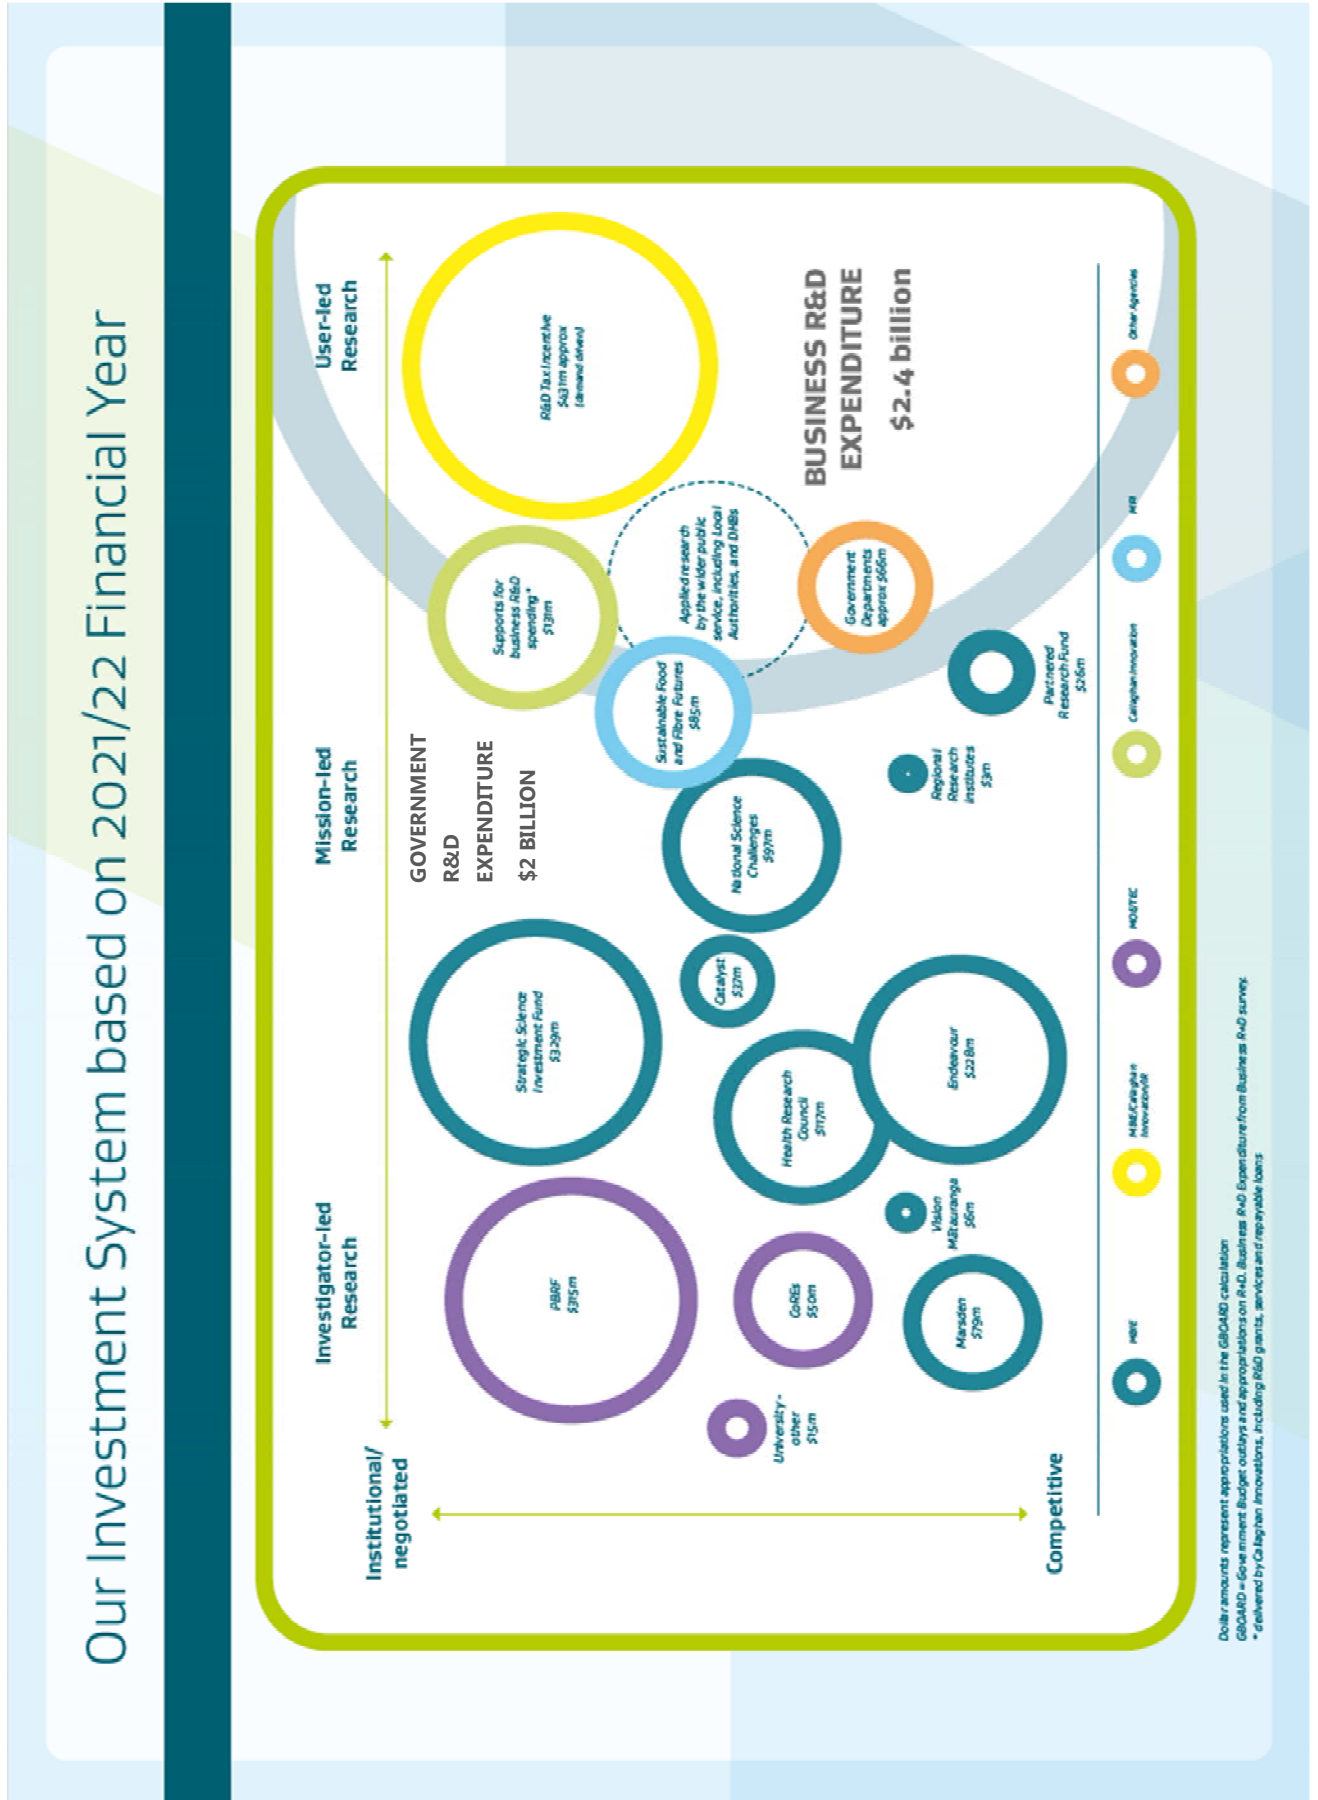 Our Investment System based on 2021/22 Financial Year
Investigator-led
Research
Mission-led
Research
User-led
Research
Institutional/
negotiated
Competitive
GOVERNMENT
R&D
EXPENDITURE
$2 BILLION
BUSINESS R&D
EXPENDITURE
$2.4 billion
PBRF
$315m
Strategic Science
Investment Fund
$329m
Supports for
business R&D
spending*
$131m
R&D Tax Incentive
$431m approx
(demand driven)
University -
other
$15m
CoREs
$50m
Marsden
$79m
Vision
Mātauranga
$6m
Health Research
Council
$117m
Endeavour
$228m
Catalyst
$37m
National Science
Challenges
$97m
Sustainable Food
and Fibre Futures
$85m
Applied research
by the wider public
service, including Local
Authorities, and DHBs
Government
Departments
approx $66m
Regional
Research
Institutes
$3m
Partnered
Research Fund
$26m
MBIE
MBIE/Callaghan
Innovation/IR
MOE/TEC
Callaghan Innovation
MPI
Other Agencies
Dollar amounts represent appropriations used in the GBOARD calculation
GBOARD = Government Budget outlays and appropriations on R+D. Business R+D Expenditure from Business R+D survey.
* delivered by Callaghan Innovations, including R&D grants, services and repayable loans